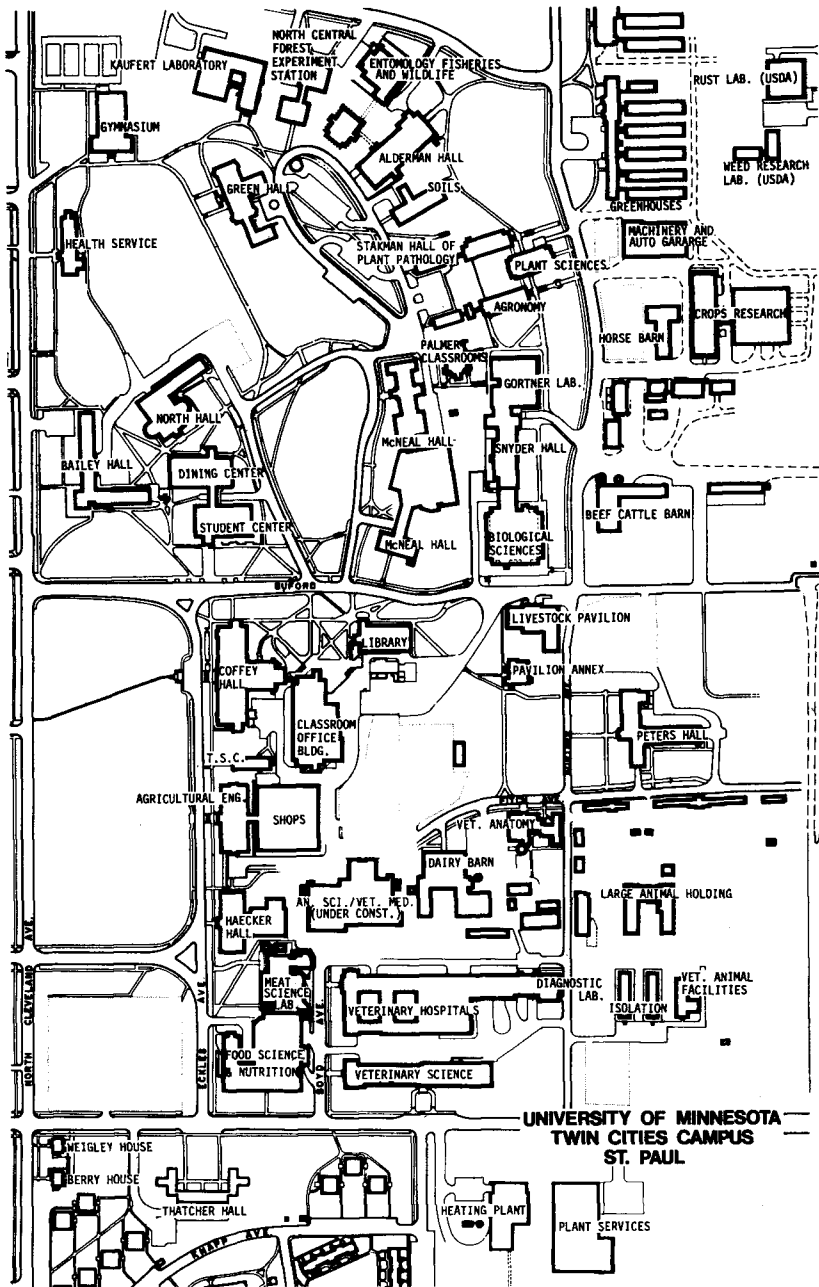 NORTH CENTRAL
FOREST
EXPERIMENT
STATION
KAUFERT LABORATORY
ENTOMOLOGY FISHERIES
AND WILDLIFE
RUST LAB. (USDA)
GYMNASIUM
ALDERMAN HALL
WEED RESEARCH
LAB. (USDA)
GREEN HALL
SOILS
GREENHOUSES
HEALTH SERVICE
STAKMAN HALL OF
PLANT PATHOLOGY
MACHINERY AND
AUTO GARARGE
PLANT SCIENCES
AGRONOMY
CROPS RESEARCH
HORSE BARN
PALMER
CLASSROOMS
GORTNER LAB.
NORTH HALL
McNEAL HALL
SNYDER HALL
BAILEY HALL
DINING CENTER
STUDENT CENTER
BEEF CATTLE BARN
McNEAL HALL
BIOLOGICAL
SCIENCES
BUFORD
LIVESTOCK PAVILION
LIBRARY
COFFEY
HALL
PAVILION ANNEX
CLASSROOM
OFFICE
BLDG.
PETERS HALL
T.S.C.
AGRICULTURAL ENG.
SHOPS
FITCH AVE
VET. ANATOMY
DAIRY BARN
AN. SCI./VET. MED.
(UNDER CONST.)
LARGE ANIMAL HOLDING
HAECKER
HALL
NORTH CLEVELAND AVE.
ECKLES AVE.
MEAT
SCIENCE
LAB.
BOYD AVE.
DIAGNOSTIC
LAB.
VET. ANIMAL
FACILITIES
VETERINARY HOSPITALS
ISOLATION
FOOD SCIENCE
& NUTRITION
VETERINARY SCIENCE
UNIVERSITY OF MINNESOTA
TWIN CITIES CAMPUS
ST. PAUL
WEIGLEY HOUSE
BERRY HOUSE
THATCHER HALL
HEATING PLANT
PLANT SERVICES
KNAPP AVE.